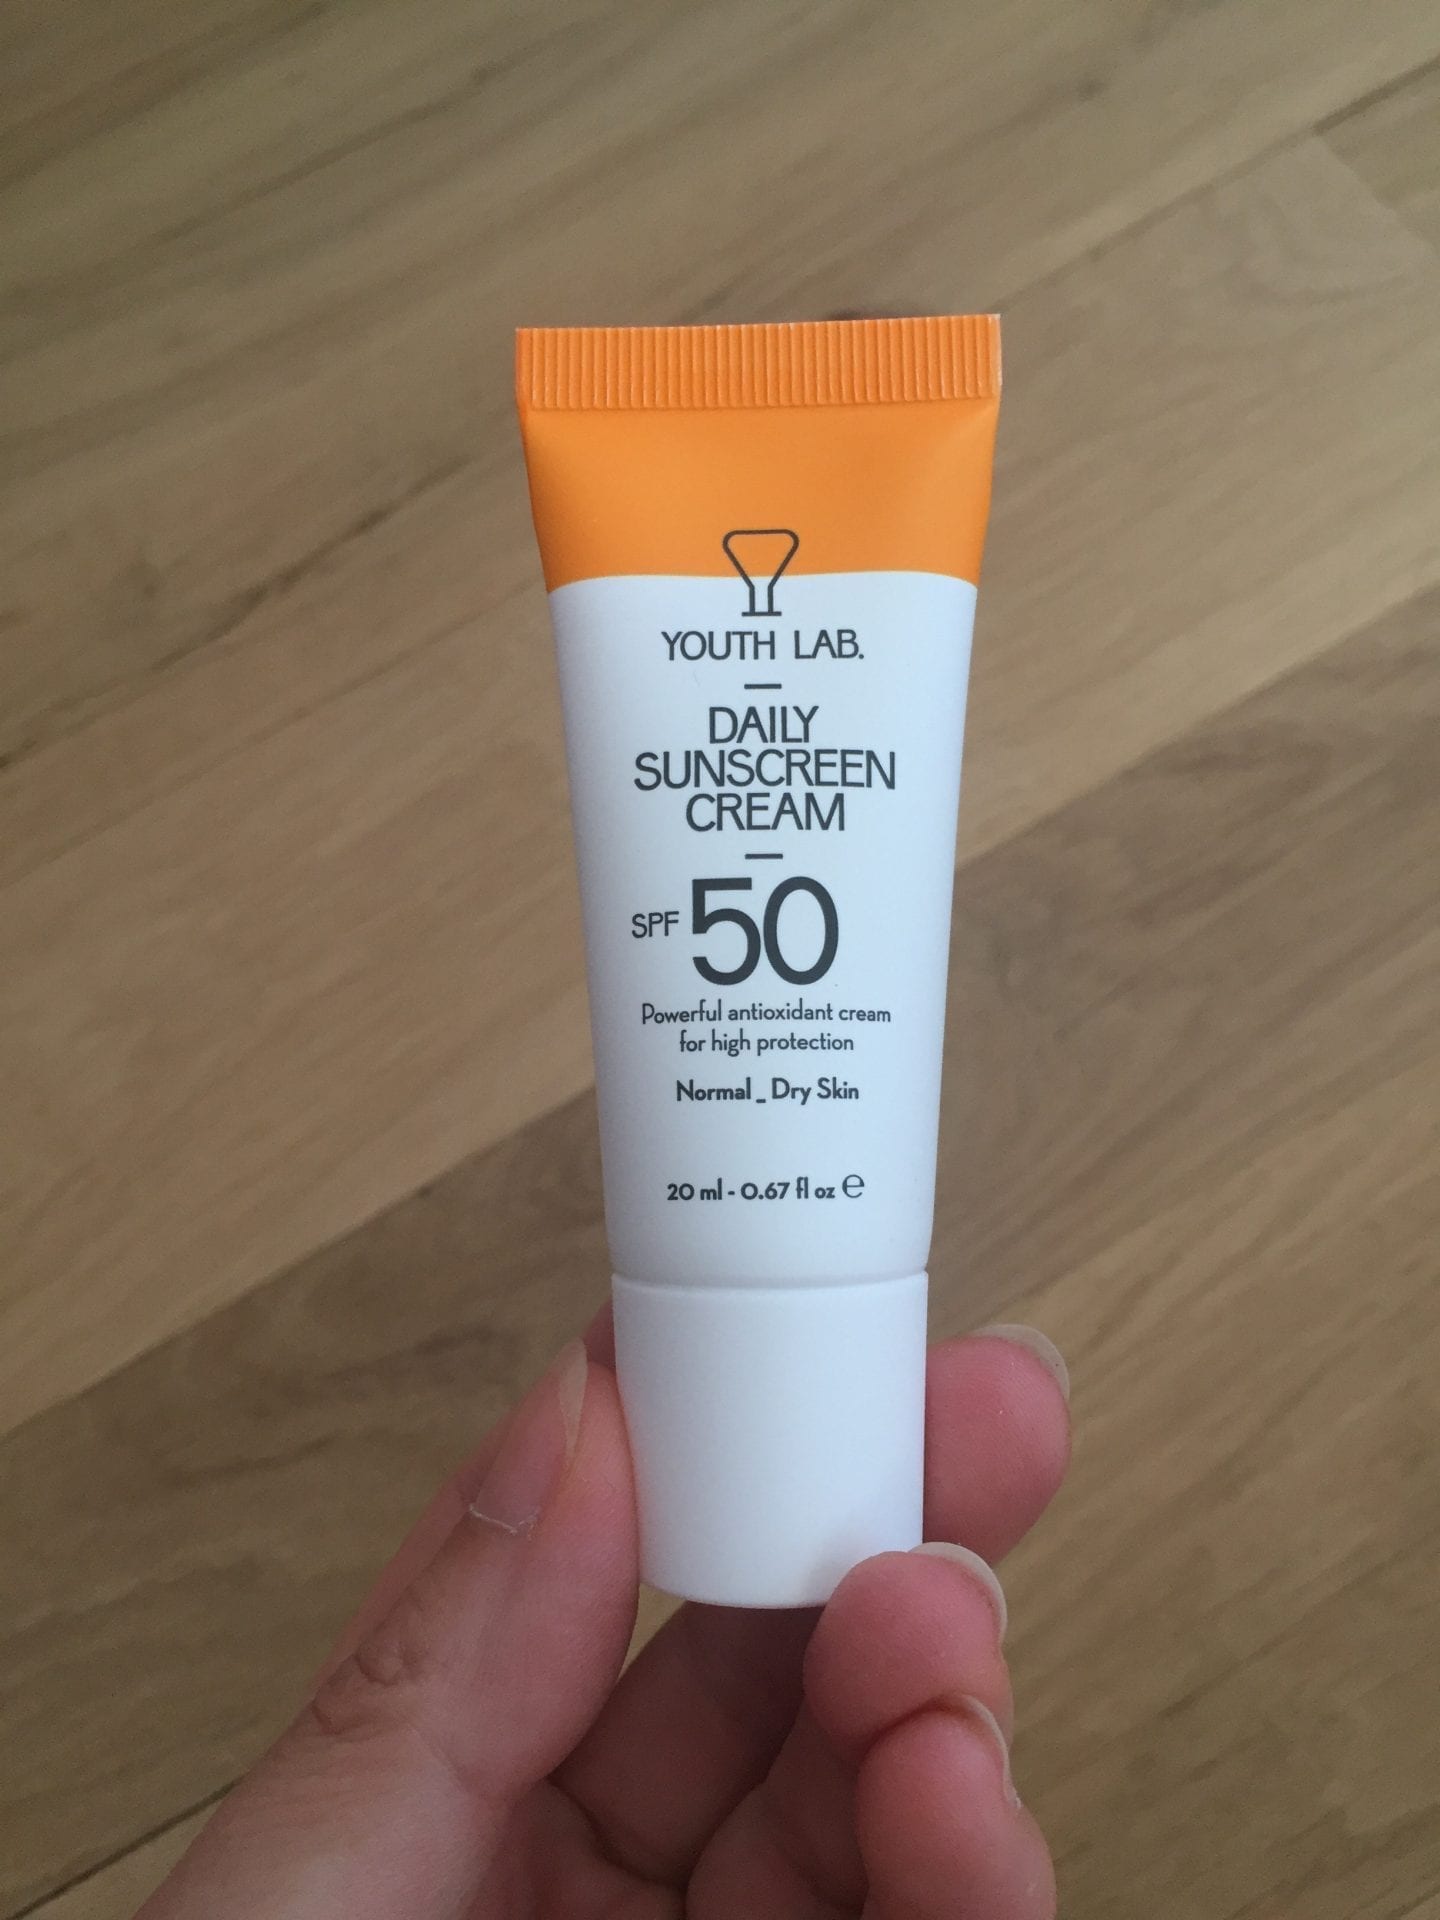 YOUTH LAB.
DAILY
SUNSCREEN
CREAM
SPF 50
Powerful antioxidant cream
for high protection
Normal _ Dry Skin
20 ml - 0.67 fl oz ℮